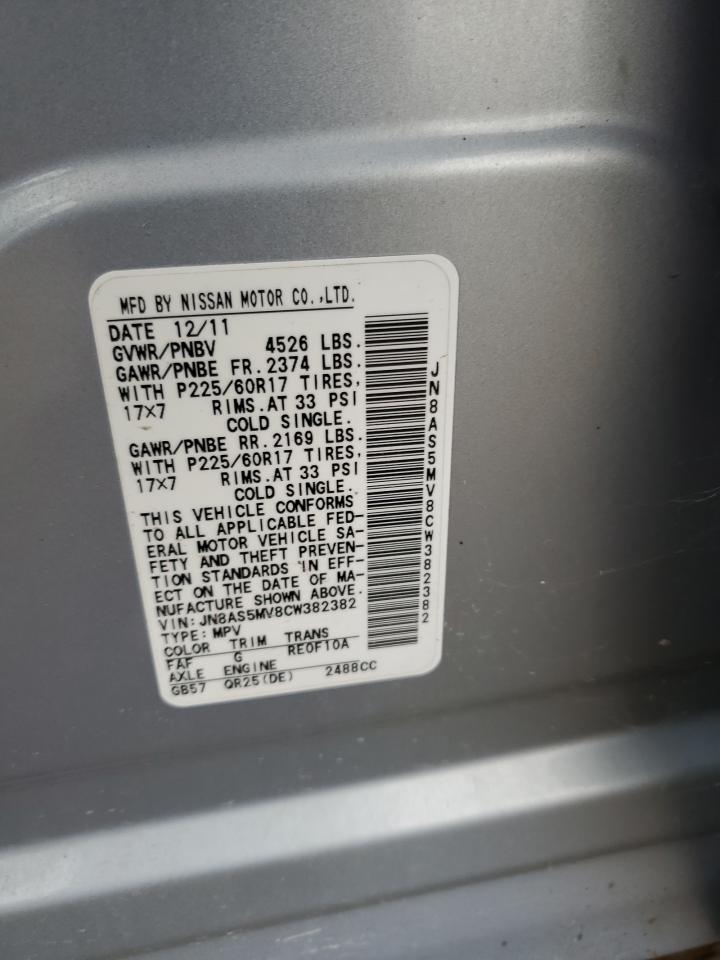 MFD BY NISSAN MOTOR CO.,LTD.
DATE 12/11
GVWR/PNBV 4526 LBS.
GAWR/PNBE FR. 2374 LBS.
WITH P225/60R17 TIRES,
17X7 RIMS.AT 33 PSI
COLD SINGLE.
GAWR/PNBE RR. 2169 LBS.
WITH P225/60R17 TIRES,
17X7 RIMS.AT 33 PSI
COLD SINGLE.
THIS VEHICLE CONFORMS
TO ALL APPLICABLE FED-
ERAL MOTOR VEHICLE SA-
FETY AND THEFT PREVEN-
TION STANDARDS IN EFF-
ECT ON THE DATE OF MA-
NUFACTURE SHOWN ABOVE.
VIN:JN8AS5MV8CW382382
TYPE:MPV
COLOR TRIM TRANS
FAF G RE0F10A
AXLE ENGINE
GB57 QR25(DE) 2488CC
JN8AS5MV8CW382382